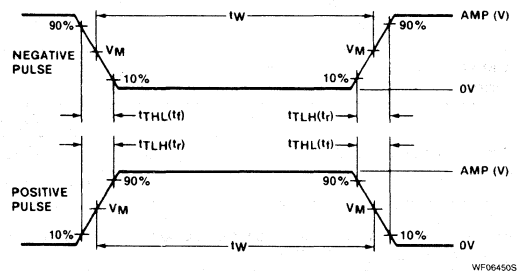 tW
AMP (V)
90%
90%
NEGATIVE
PULSE
VM
VM
10%
10%
0V
tTHL(tf)
tTLH(tr)
tTLH(tr)
tTHL(tf)
AMP (V)
90%
90%
POSITIVE
PULSE
VM
VM
10%
10%
tW
0V
WF06450S